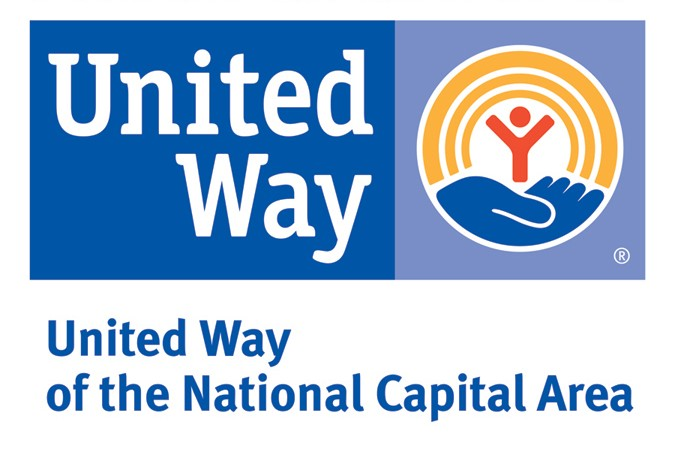 United
Way
®
United Way
of the National Capital Area